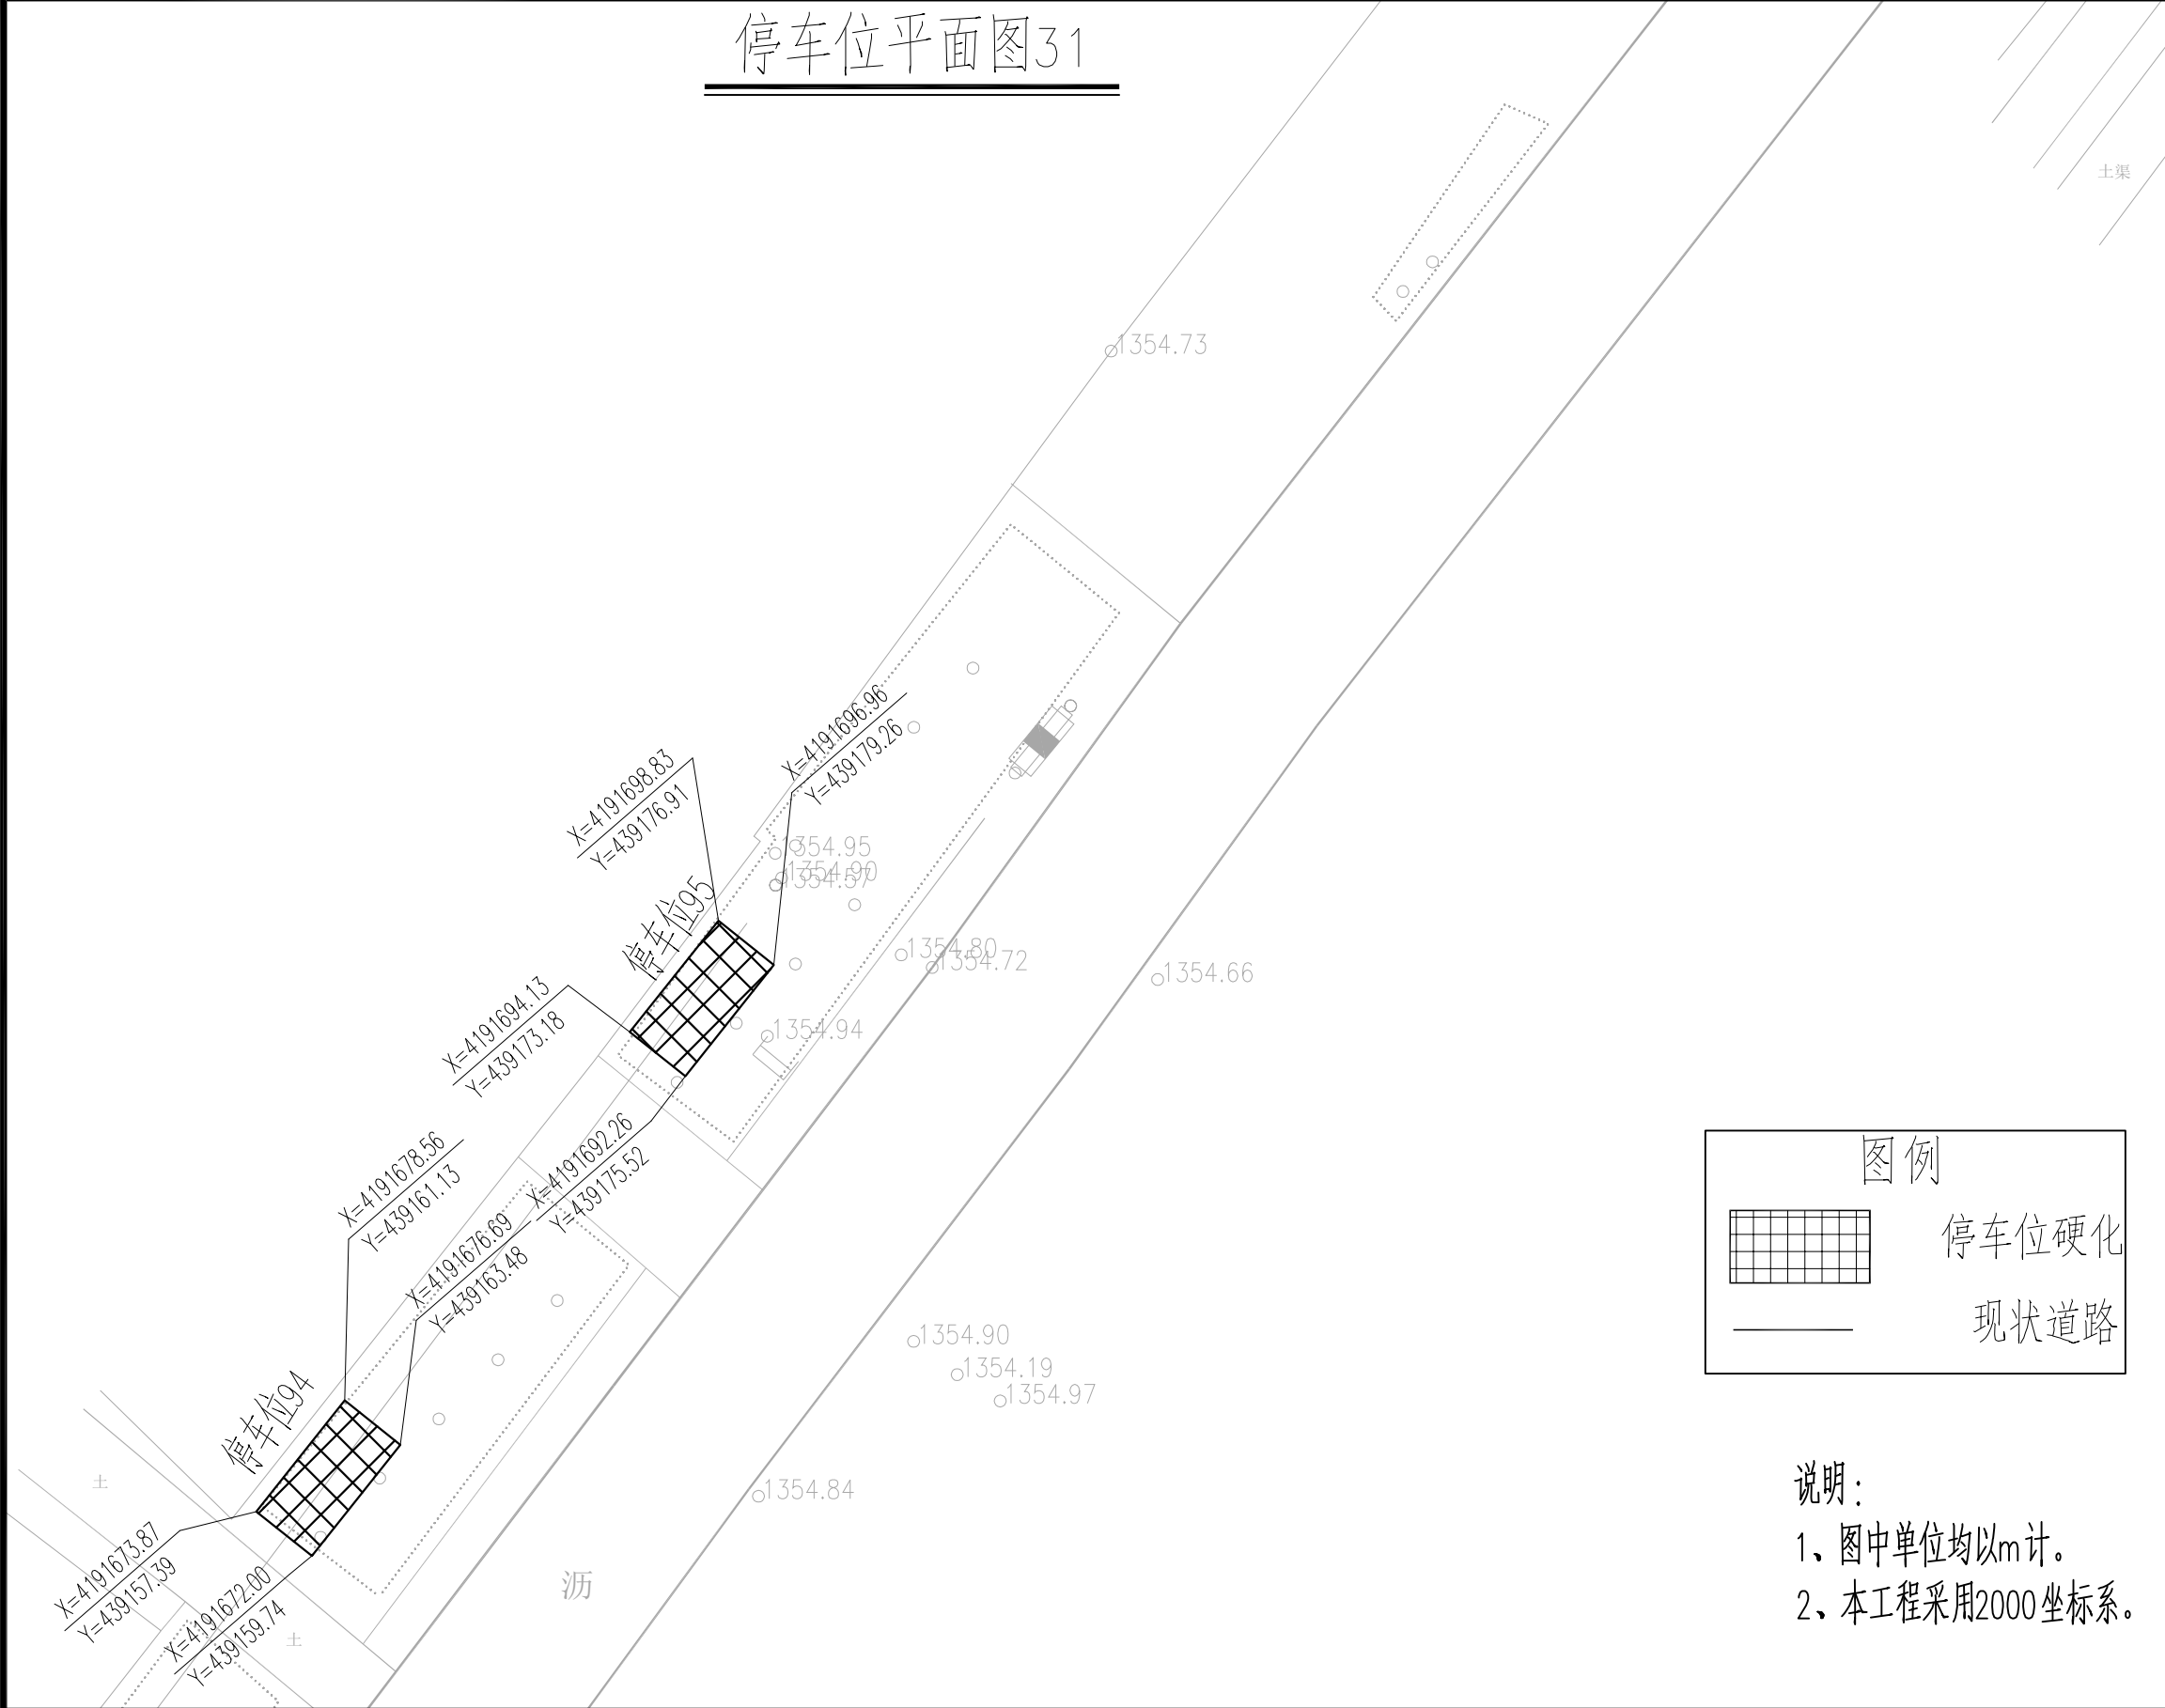 停车位平面图31
土渠
1354.73
X=4191696.96
Y=439179.26
X=4191698.83
Y=439176.91
1354.95
1354.90
1354.57
停车位95
1354.80
1354.72
1354.66
X=4191694.13
Y=439173.18
1354.94
X=4191692.26
Y=439175.52
X=4191678.56
Y=439161.13
X=4191676.69
Y=439163.48
图例
停车位硬化
现状道路
1354.90
1354.19
1354.97
停车位94
土
1354.84
X=4191673.87
Y=439157.39
沥
X=4191672.00
Y=439159.74
土
说明：
1、图中单位均以m计。
2、本工程采用2000坐标系。